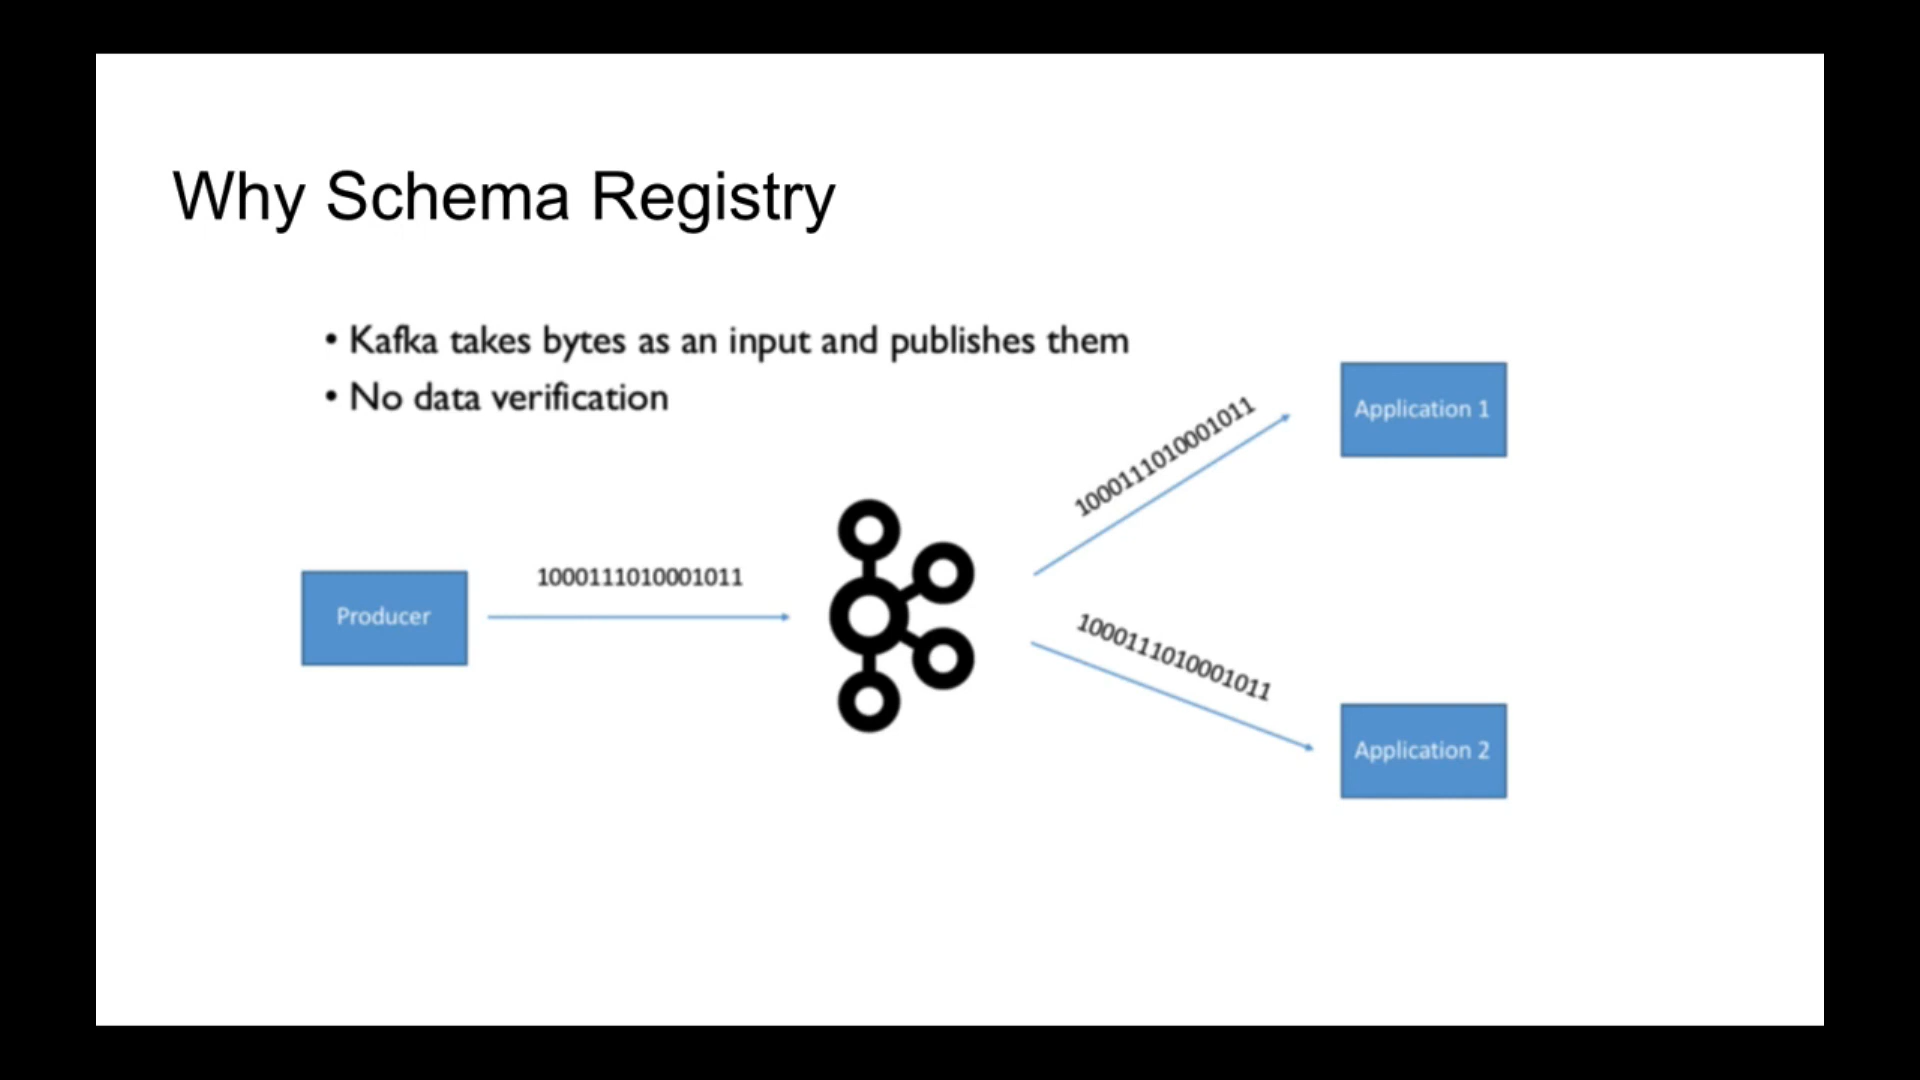 Why Schema Registry
• Kafka takes bytes as an input and publishes them
• No data verification
Application 1
1000111010001011
Producer
1000111010001011
1000111010001011
Application 2